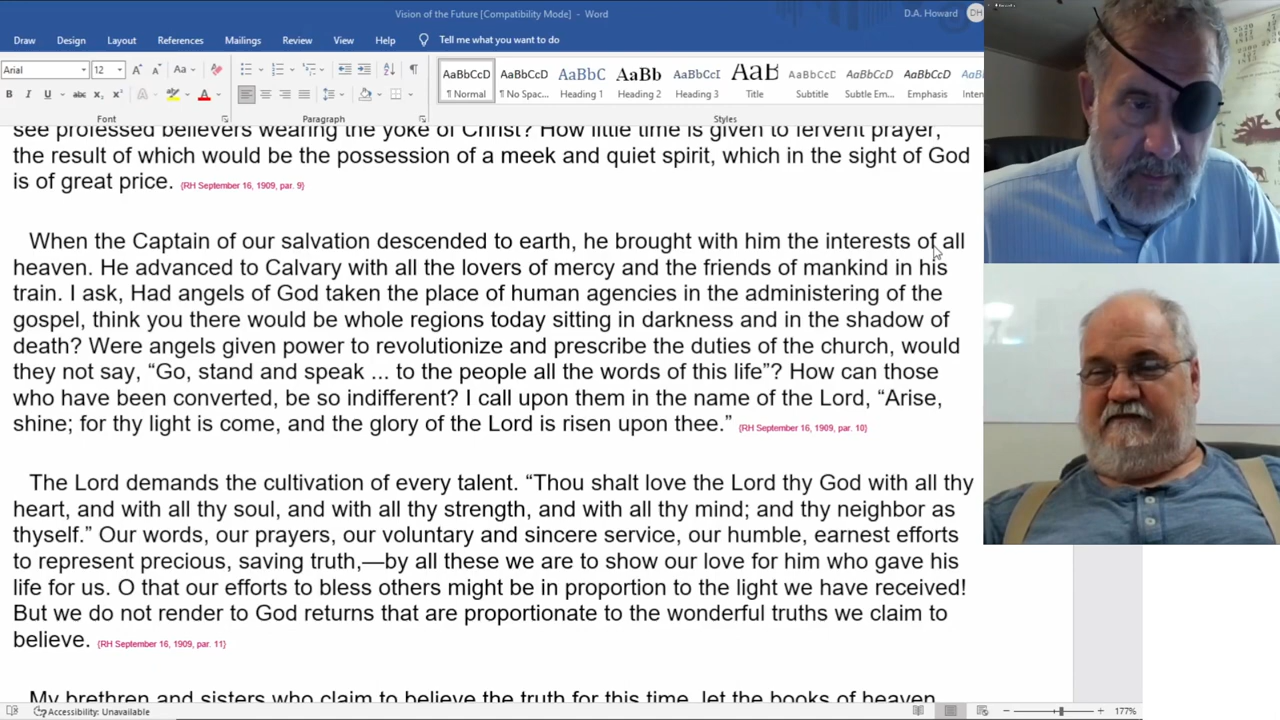 Vision of the Future [Compatibility Mode] - Word
D.A. Howard
DH
Draw Design Layout References Mailings Review View Help Tell me what you want to do
Arial 12 Aa
AaBbCcD AaBbCcD AaBbC AaBb AaBbCcI AaB AaBbCcD AaBbCcD AaBbCcD AaBb
B I U abc x₂ x² A
¶ Normal ¶ No Spac... Heading 1 Heading 2 Heading 3 Title Subtitle Subtle Em... Emphasis Inten
Font Paragraph Styles
see professed believers wearing the yoke of Christ? How little time is given to fervent prayer,
the result of which would be the possession of a meek and quiet spirit, which in the sight of God
is of great price. {RH September 16, 1909, par. 9}
When the Captain of our salvation descended to earth, he brought with him the interests of all
heaven. He advanced to Calvary with all the lovers of mercy and the friends of mankind in his
train. I ask, Had angels of God taken the place of human agencies in the administering of the
gospel, think you there would be whole regions today sitting in darkness and in the shadow of
death? Were angels given power to revolutionize and prescribe the duties of the church, would
they not say, “Go, stand and speak ... to the people all the words of this life”? How can those
who have been converted, be so indifferent? I call upon them in the name of the Lord, “Arise,
shine; for thy light is come, and the glory of the Lord is risen upon thee.” {RH September 16, 1909, par. 10}
The Lord demands the cultivation of every talent. “Thou shalt love the Lord thy God with all thy
heart, and with all thy soul, and with all thy strength, and with all thy mind; and thy neighbor as
thyself.” Our words, our prayers, our voluntary and sincere service, our humble, earnest efforts
to represent precious, saving truth,—by all these we are to show our love for him who gave his
life for us. O that our efforts to bless others might be in proportion to the light we have received!
But we do not render to God returns that are proportionate to the wonderful truths we claim to
believe. {RH September 16, 1909, par. 11}
My brethren and sisters who claim to believe the truth for this time, let the books of heaven
Accessibility: Unavailable
177%